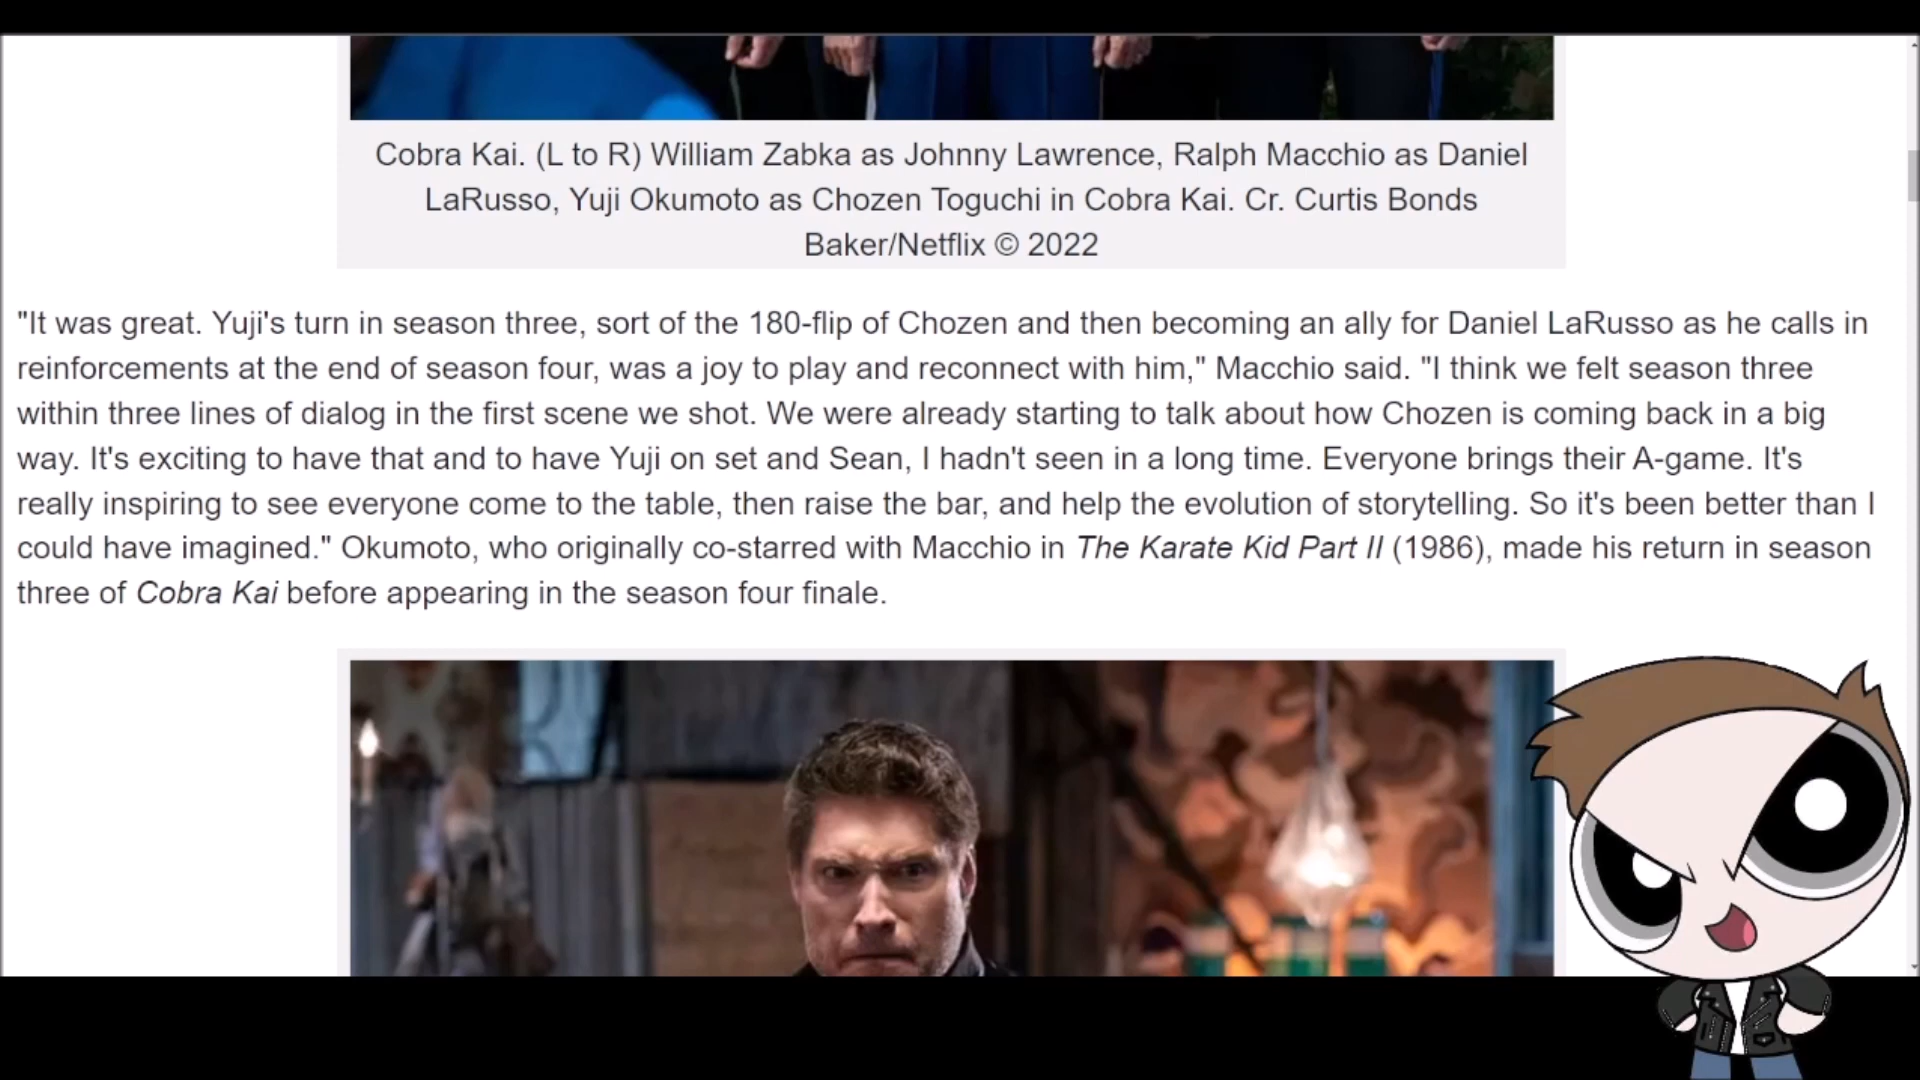 Cobra Kai. (L to R) William Zabka as Johnny Lawrence, Ralph Macchio as Daniel
LaRusso, Yuji Okumoto as Chozen Toguchi in Cobra Kai. Cr. Curtis Bonds
Baker/Netflix © 2022
"It was great. Yuji's turn in season three, sort of the 180-flip of Chozen and then becoming an ally for Daniel LaRusso as he calls in
reinforcements at the end of season four, was a joy to play and reconnect with him," Macchio said. "I think we felt season three
within three lines of dialog in the first scene we shot. We were already starting to talk about how Chozen is coming back in a big
way. It's exciting to have that and to have Yuji on set and Sean, I hadn't seen in a long time. Everyone brings their A-game. It's
really inspiring to see everyone come to the table, then raise the bar, and help the evolution of storytelling. So it's been better than I
could have imagined." Okumoto, who originally co-starred with Macchio in The Karate Kid Part II (1986), made his return in season
three of Cobra Kai before appearing in the season four finale.